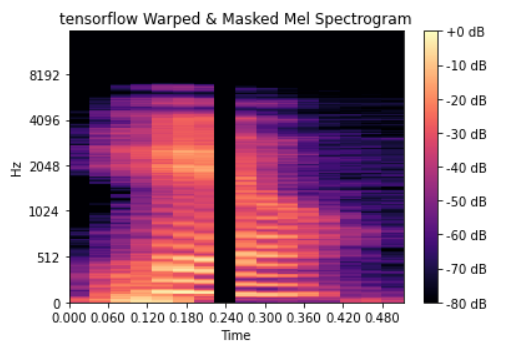 tensorflow Warped & Masked Mel Spectrogram
+0 dB
8192
-10 dB
-20 dB
4096
-30 dB
Hz
2048
-40 dB
1024
-50 dB
-60 dB
512
-70 dB
0
-80 dB
0.000 0.060 0.120 0.180 0.240 0.300 0.360 0.420 0.480
Time